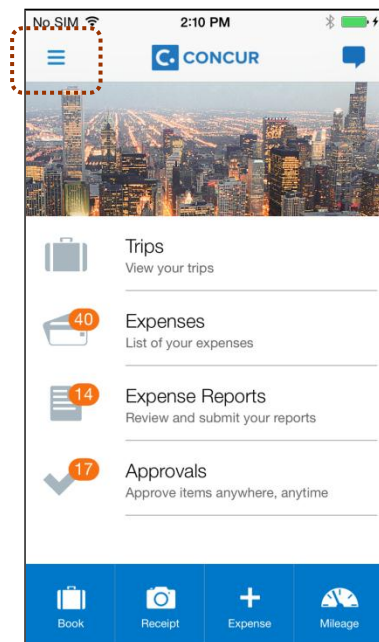 No SIM 2:10 PM
C. CONCUR
Trips
View your trips
40
Expenses
List of your expenses
14
Expense Reports
Review and submit your reports
17
Approvals
Approve items anywhere, anytime
Book Receipt Expense Mileage